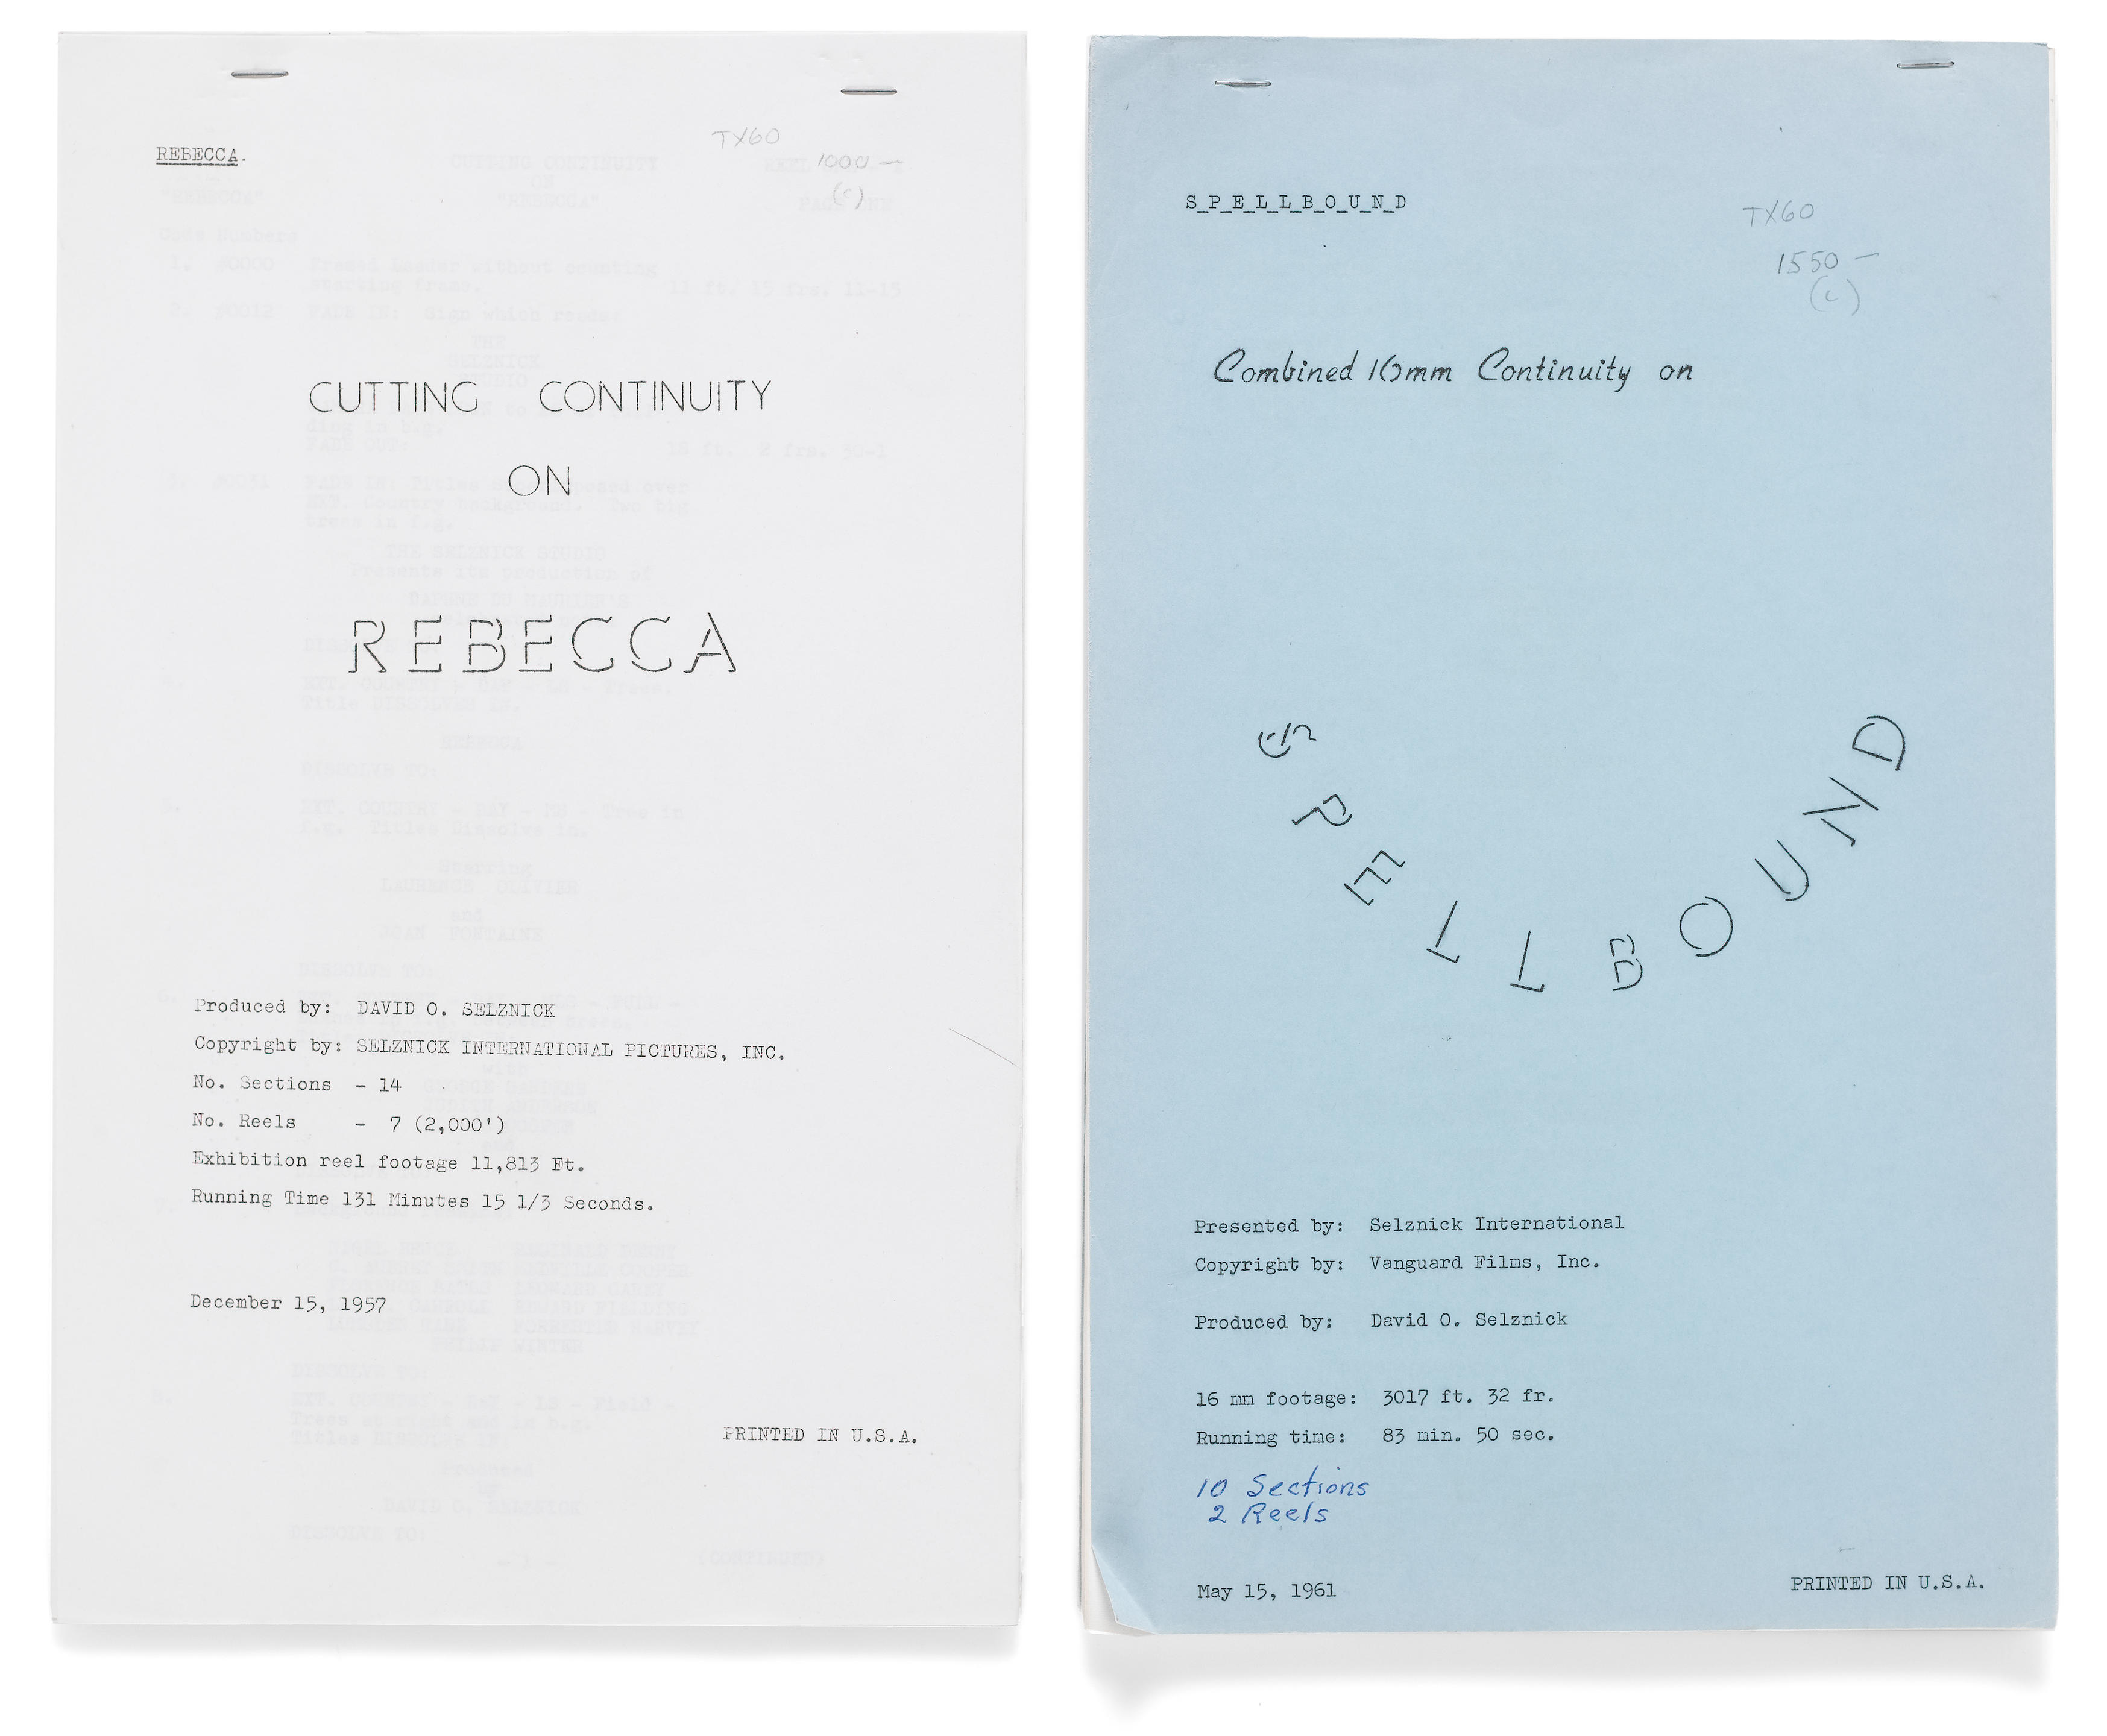 REBECCA.
TX60
1000 —
(c)
CUTTING CONTINUITY
ON
REBECCA
Produced by: DAVID O. SELZNICK
Copyright by: SELZNICK INTERNATIONAL PICTURES, INC.
No. Sections - 14
No. Reels - 7 (2,000')
Exhibition reel footage 11,813 Ft.
Running Time 131 Minutes 15 1/3 Seconds.
December 15, 1957
PRINTED IN U.S.A.
S P E L L B O U N D
TX60
1550 —
(c)
Combined 16mm Continuity on
SPELLBOUND
Presented by: Selznick International
Copyright by: Vanguard Films, Inc.
Produced by: David O. Selznick
16 mm footage: 3017 ft. 32 fr.
Running time: 83 min. 50 sec.
10 Sections
2 Reels
May 15, 1961
PRINTED IN U.S.A.